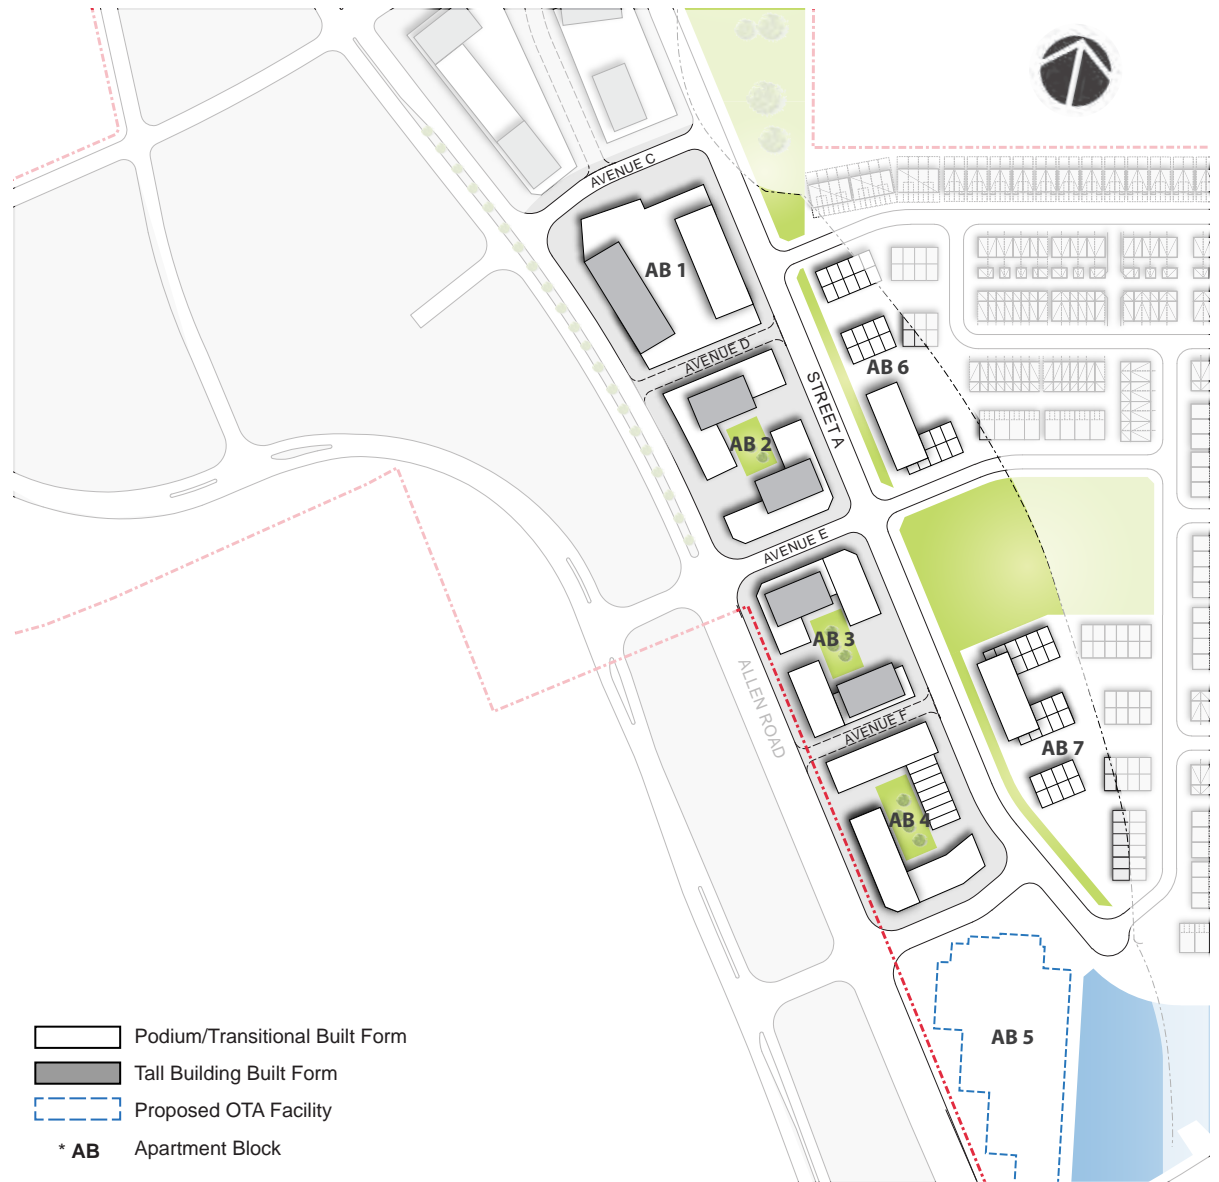 AVENUE C
AB 1
AVENUE D
STREET A
AB 6
AB 2
AVENUE E
AB 3
ALLEN ROAD
AVENUE F
AB 7
AB 4
AB 5
Podium/Transitional Built Form
Tall Building Built Form
Proposed OTA Facility
* AB Apartment Block